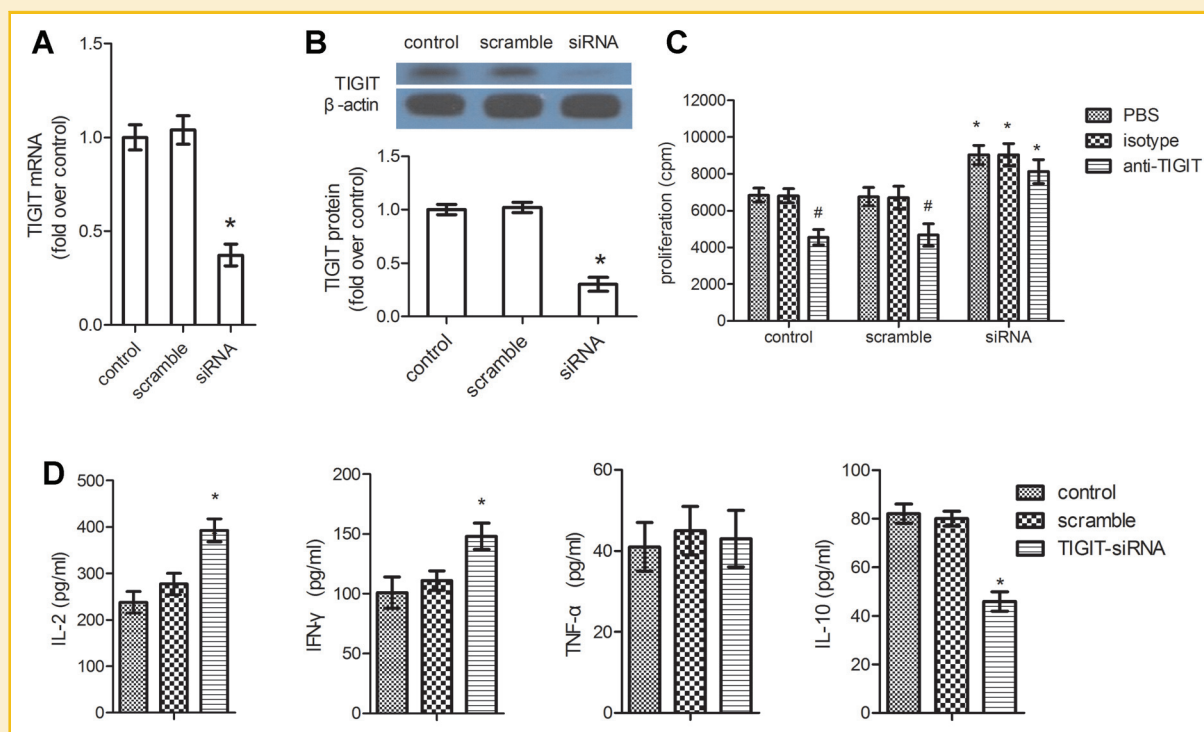 A
TIGIT mRNA
(fold over control)
1.5
1.0
0.5
0.0
*
control
scramble
siRNA
B
control scramble siRNA
TIGIT
β-actin
TIGIT protein
(fold over control)
1.5
1.0
0.5
0.0
*
control
scramble
siRNA
C
proliferation (cpm)
12000
10000
8000
6000
4000
2000
0
# # * * *
control scramble siRNA
PBS
isotype
anti-TIGIT
D
IL-2 (pg/ml)
500
400
300
200
100
0
*
IFN-γ (pg/ml)
200
150
100
50
0
*
TNF-α (pg/ml)
60
40
20
0
IL-10 (pg/ml)
100
80
60
40
20
0
*
control
scramble
TIGIT-siRNA